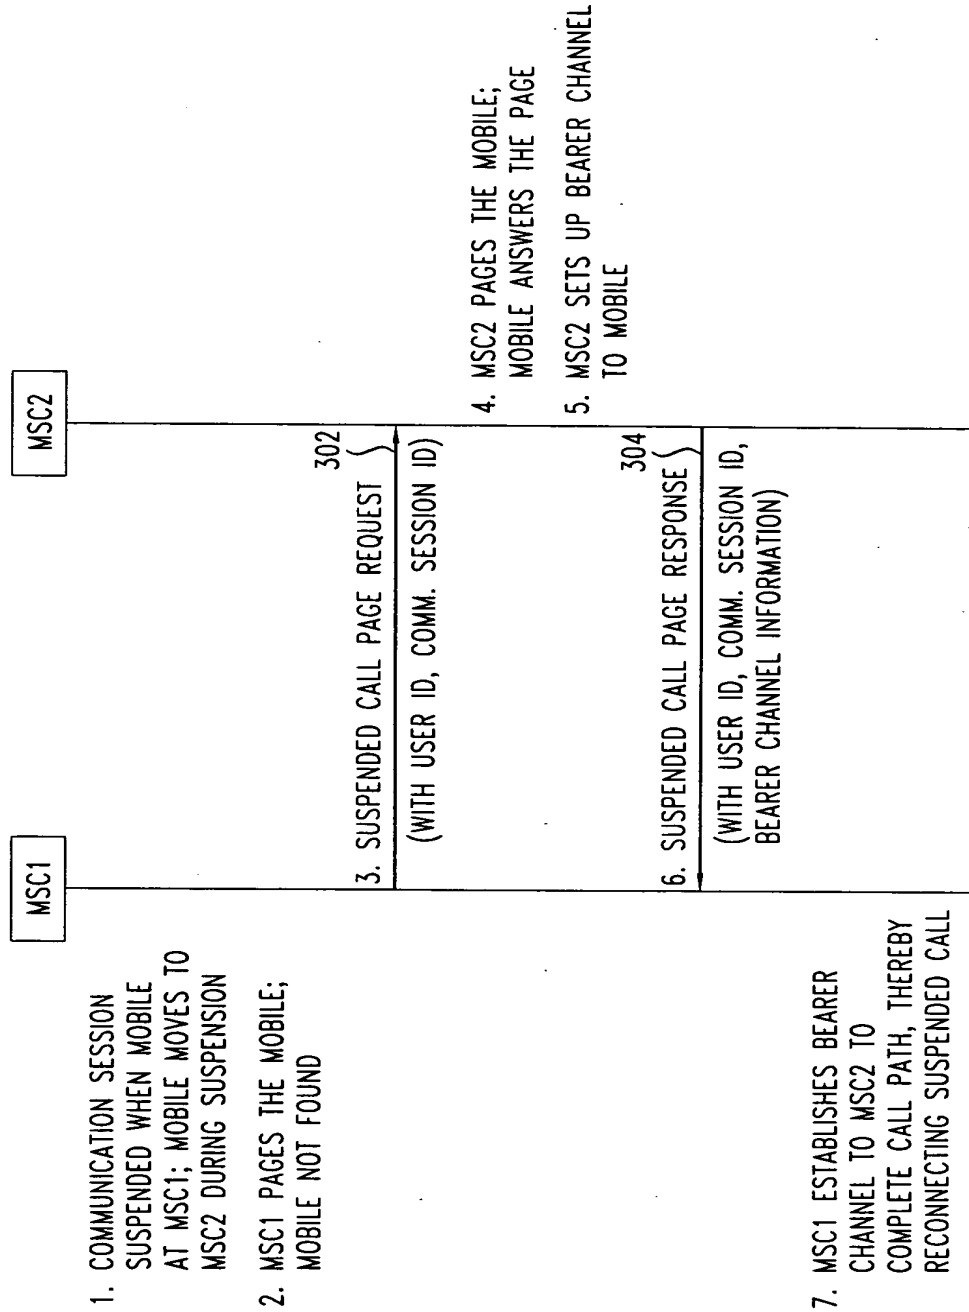 MSC1
MSC2
1. COMMUNICATION SESSION
SUSPENDED WHEN MOBILE
AT MSC1; MOBILE MOVES TO
MSC2 DURING SUSPENSION
2. MSC1 PAGES THE MOBILE;
MOBILE NOT FOUND
3. SUSPENDED CALL PAGE REQUEST
302
(WITH USER ID, COMM. SESSION ID)
4. MSC2 PAGES THE MOBILE;
MOBILE ANSWERS THE PAGE
5. MSC2 SETS UP BEARER CHANNEL
TO MOBILE
6. SUSPENDED CALL PAGE RESPONSE
304
(WITH USER ID, COMM. SESSION ID,
BEARER CHANNEL INFORMATION)
7. MSC1 ESTABLISHES BEARER
CHANNEL TO MSC2 TO
COMPLETE CALL PATH, THEREBY
RECONNECTING SUSPENDED CALL